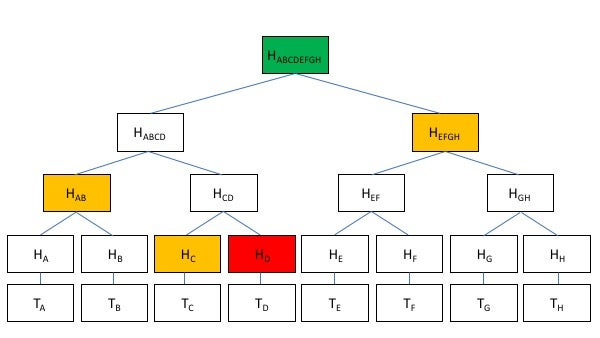 HABCDEFGH
HABCD HEFGH
HAB HCD HEF HGH
HA HB HC HD HE HF HG HH
TA TB TC TD TE TF TG TH